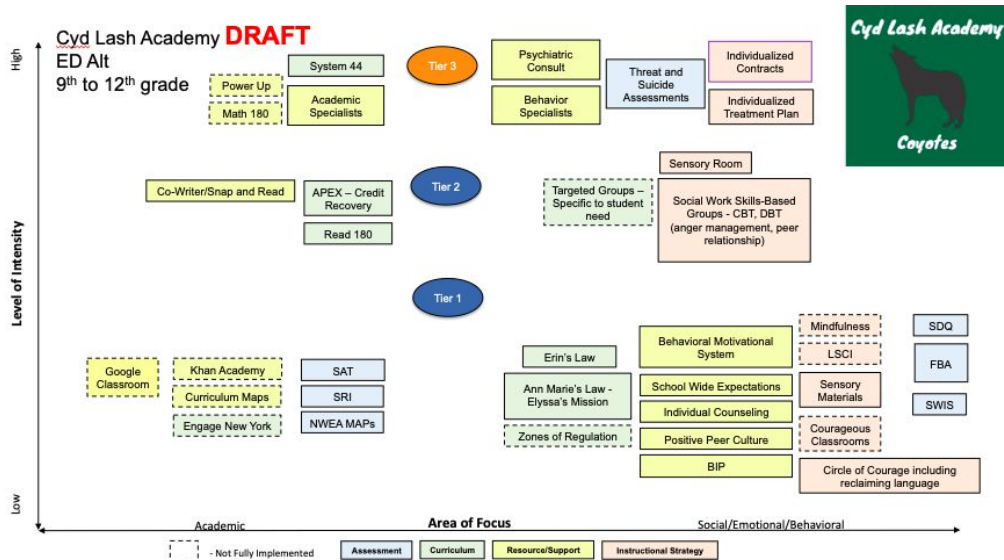 Cyd Lash Academy DRAFT
ED Alt
9th to 12th grade
High
Level of Intensity
Low
System 44
Power Up
Math 180
Academic
Specialists
Tier 3
Psychiatric
Consult
Behavior
Specialists
Threat and
Suicide
Assessments
Individualized
Contracts
Individualized
Treatment Plan
Cyd Lash Academy
Coyotes
Co-Writer/Snap and Read
APEX – Credit
Recovery
Read 180
Tier 2
Targeted Groups –
Specific to student
need
Sensory Room
Social Work Skills-Based
Groups - CBT, DBT
(anger management, peer
relationship)
Tier 1
Google
Classroom
Khan Academy
Curriculum Maps
Engage New York
SAT
SRI
NWEA MAPs
Erin's Law
Ann Marie's Law -
Elyssa's Mission
Zones of Regulation
Behavioral Motivational
System
School Wide Expectations
Individual Counseling
Positive Peer Culture
BIP
Mindfulness
LSCI
Sensory
Materials
Courageous
Classrooms
Circle of Courage including
reclaiming language
SDQ
FBA
SWIS
Academic
Area of Focus
Social/Emotional/Behavioral
- Not Fully Implemented
Assessment
Curriculum
Resource/Support
Instructional Strategy